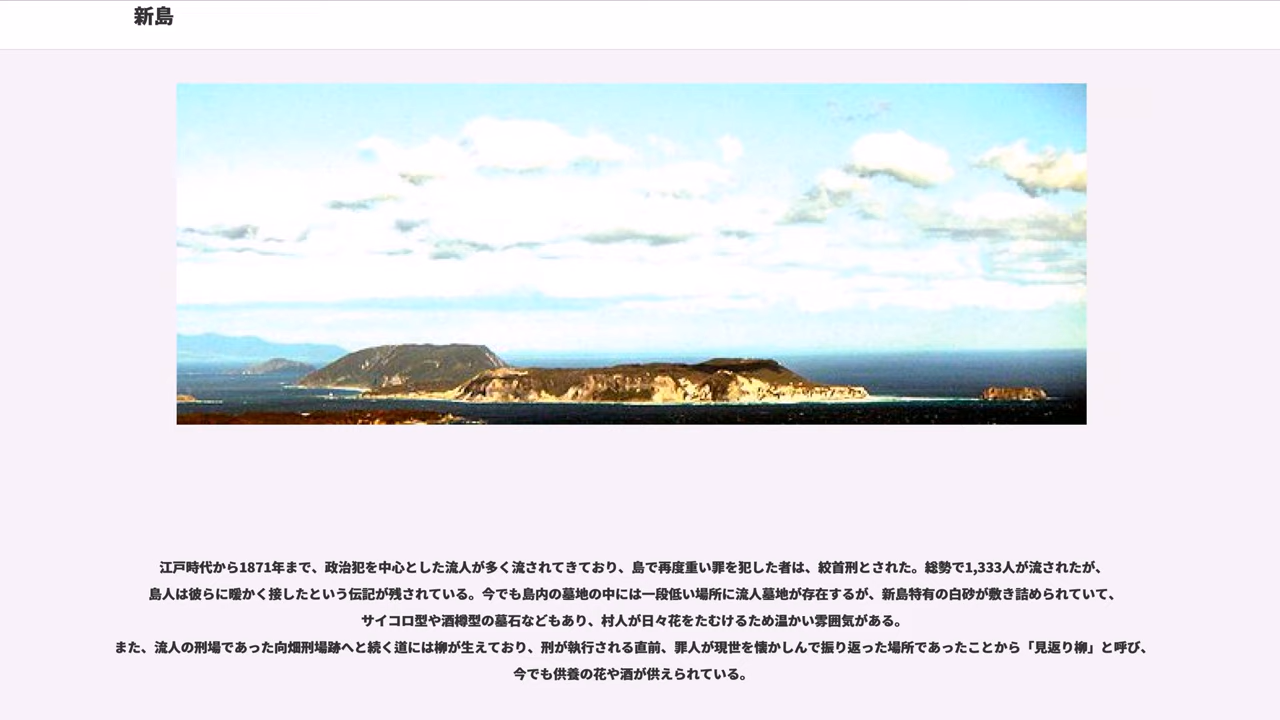 新島
江戸時代から1871年まで、政治犯を中心とした流人が多く流されてきており、島で再度重い罪を犯した者は、絞首刑とされた。総勢で1,333人が流されたが、
島人は彼らに暖かく接したという伝記が残されている。今でも島内の墓地の中には一段低い場所に流人墓地が存在するが、新島特有の白砂が敷き詰められていて、
サイコロ型や酒樽型の墓石などもあり、村人が日々花をたむけるため温かい雰囲気がある。
また、流人の刑場であった向畑刑場跡へと続く道には柳が生えており、刑が執行される直前、罪人が現世を懐かしんで振り返った場所であったことから「見返り柳」と呼び、
今でも供養の花や酒が供えられている。